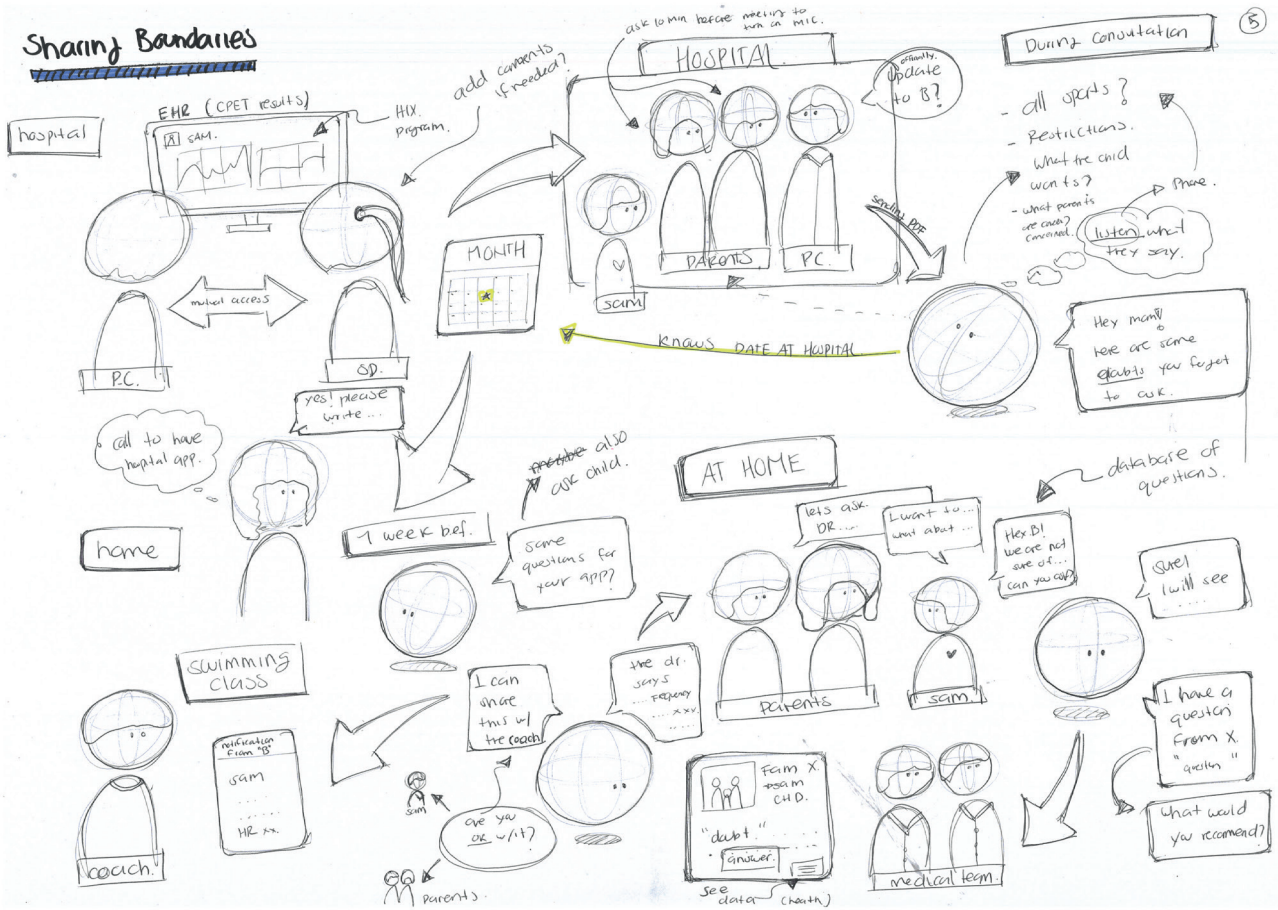 Sharing Boundaries
5
hospital
EHR (CPET results)
SAM.
HIX
program.
add comments
if needed?
mutual access
P.C.
SD.
MONTH
ask 10 min before meeting to
turn on MIC.
HOSPITAL.
update
to B?
sam
PARENTS
P.C.
sending PDF
KNOWS DATE AT HOSPITAL
During consultation
- all sports?
- Restrictions.
What the child
wants?
- what parents
are
concerned.
Phone.
listen what
they say.
Hey mam!
here are some
doubts you forgot
to ask.
call to have
hospital app.
yes! please
write ...
home
1 week bef.
also
ask child.
some
questions for
your app?
AT HOME
lets ask
DR....
I want to ...
what about ...
Hey B!
we are not
sure of...
can you ask?
database of
questions.
sure!
I will see
.....
parents
sam.
swimming
class
coach.
notification
from "B"
sam
......
......
HR xx.
I can
share
this w/
the coach
the dr.
says
Frequency
.... xxx.
.....
are you
OK w/it?
sam
parents.
Fam X.
sam
CHD.
"doubt"......
answer.
see
data
(health)
medical team.
I have a
question
From X.
"question"
what would
you recomend?